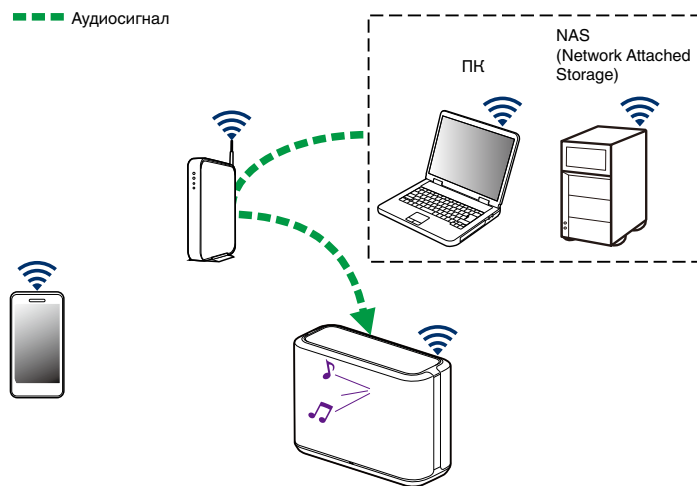 Аудиосигнал
NAS
(Network Attached
Storage)
ПК